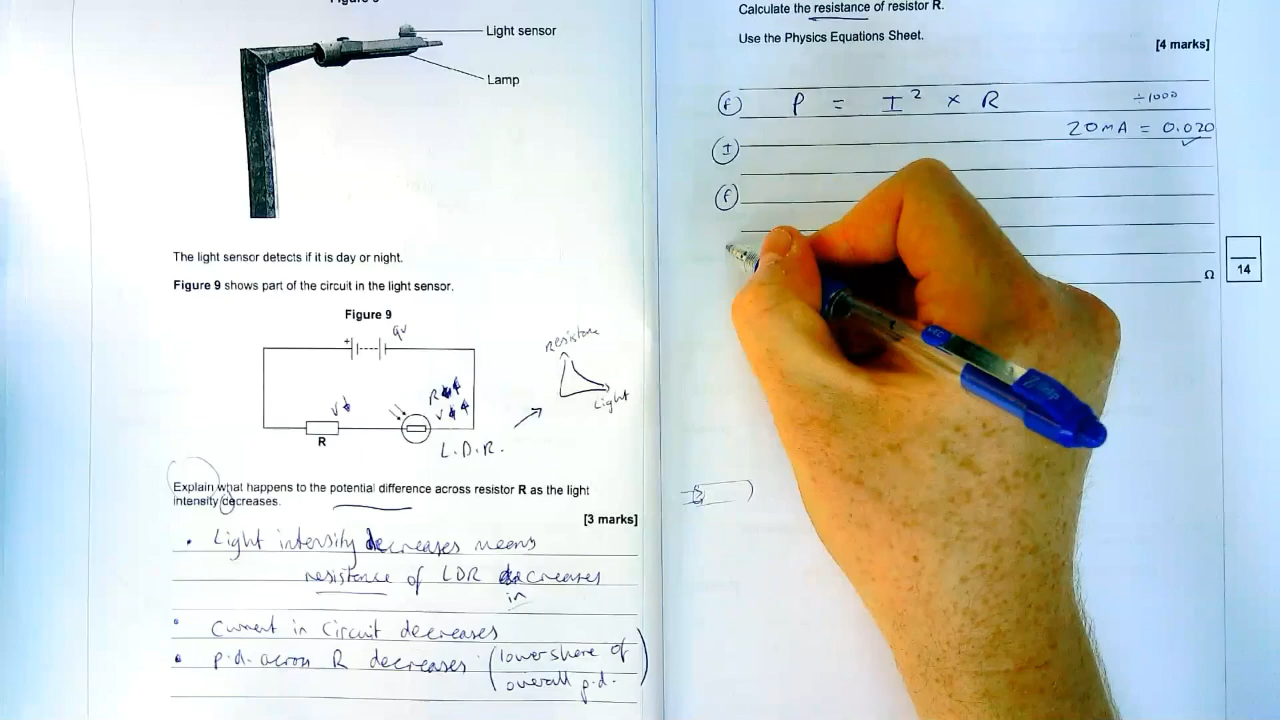 Light sensor
Lamp
The light sensor detects if it is day or night.
Figure 9 shows part of the circuit in the light sensor.
Figure 9
+
9V
Resistance
Light
R
V
V
R
L.D.R.
Explain what happens to the potential difference across resistor R as the light
intensity decreases.
[3 marks]
• Light intensity decreases means
resistance of LDR increases
• Current in circuit decreases
• p.d. across R decreases. (lower share of
overall p.d.)
Calculate the resistance of resistor R.
Use the Physics Equations Sheet.
[4 marks]
F P = I² × R
÷1000
20mA = 0.020
I
F
Ω
14